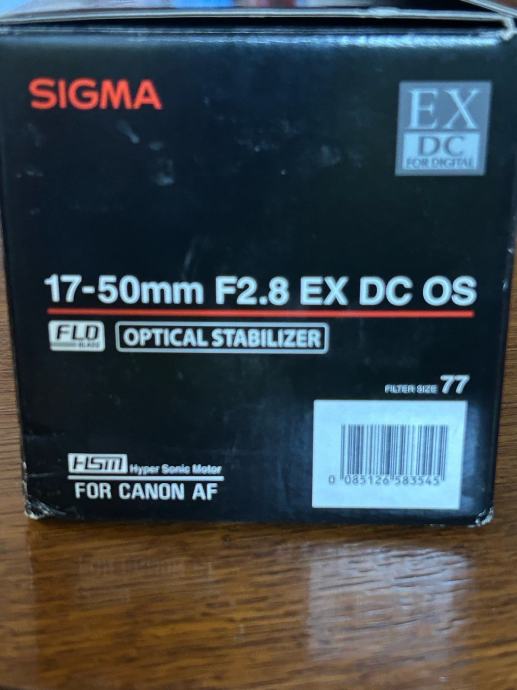 SIGMA
EX
DC
FOR DIGITAL
17-50mm F2.8 EX DC OS
FLD
GLASS
OPTICAL STABILIZER
FILTER SIZE 77
HSM Hyper Sonic Motor
FOR CANON AF
0 085126 583545